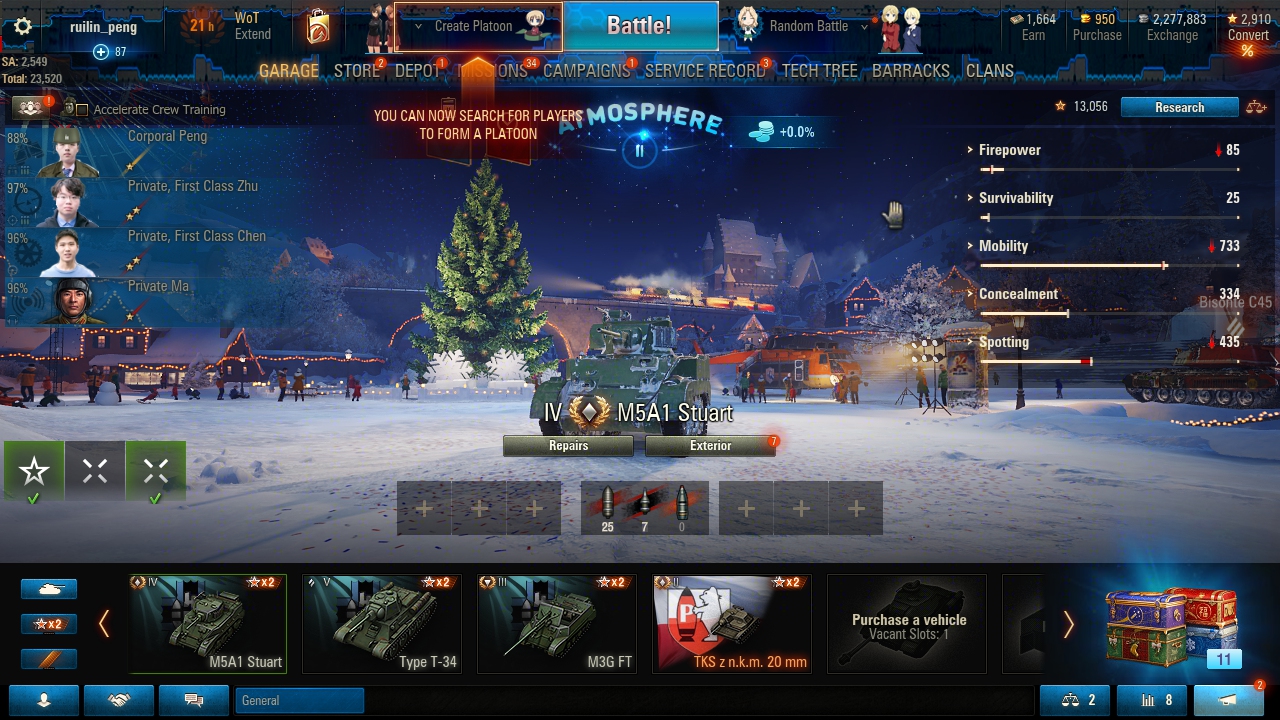 ruilin_peng
87
21 h
WoT
Extend
Create Platoon
Battle!
Random Battle
1,664
Earn
950
Purchase
2,277,883
Exchange
2,910
Convert
%
SA: 2,549
Total: 23,520
GARAGE
STORE 2
DEPOT 1
MISSIONS 34
CAMPAIGNS 1
SERVICE RECORD 3
TECH TREE
BARRACKS
CLANS
Accelerate Crew Training
YOU CAN NOW SEARCH FOR PLAYERS
TO FORM A PLATOON
ATMOSPHERE
II
+0.0%
13,056
Research
88%
Corporal Peng
97%
Private, First Class Zhu
96%
Private, First Class Chen
96%
Private Ma
Firepower 85
Survivability 25
Mobility 733
Concealment 334
Bisonte C45
Spotting 435
IV M5A1 Stuart
Repairs
Exterior 7
25 7 0
IV x2
M5A1 Stuart
V x2
Type T-34
III x2
M3G FT
II x2
TKS z n.k.m. 20 mm
Purchase a vehicle
Vacant Slots: 1
x2
11
General
2
8
2